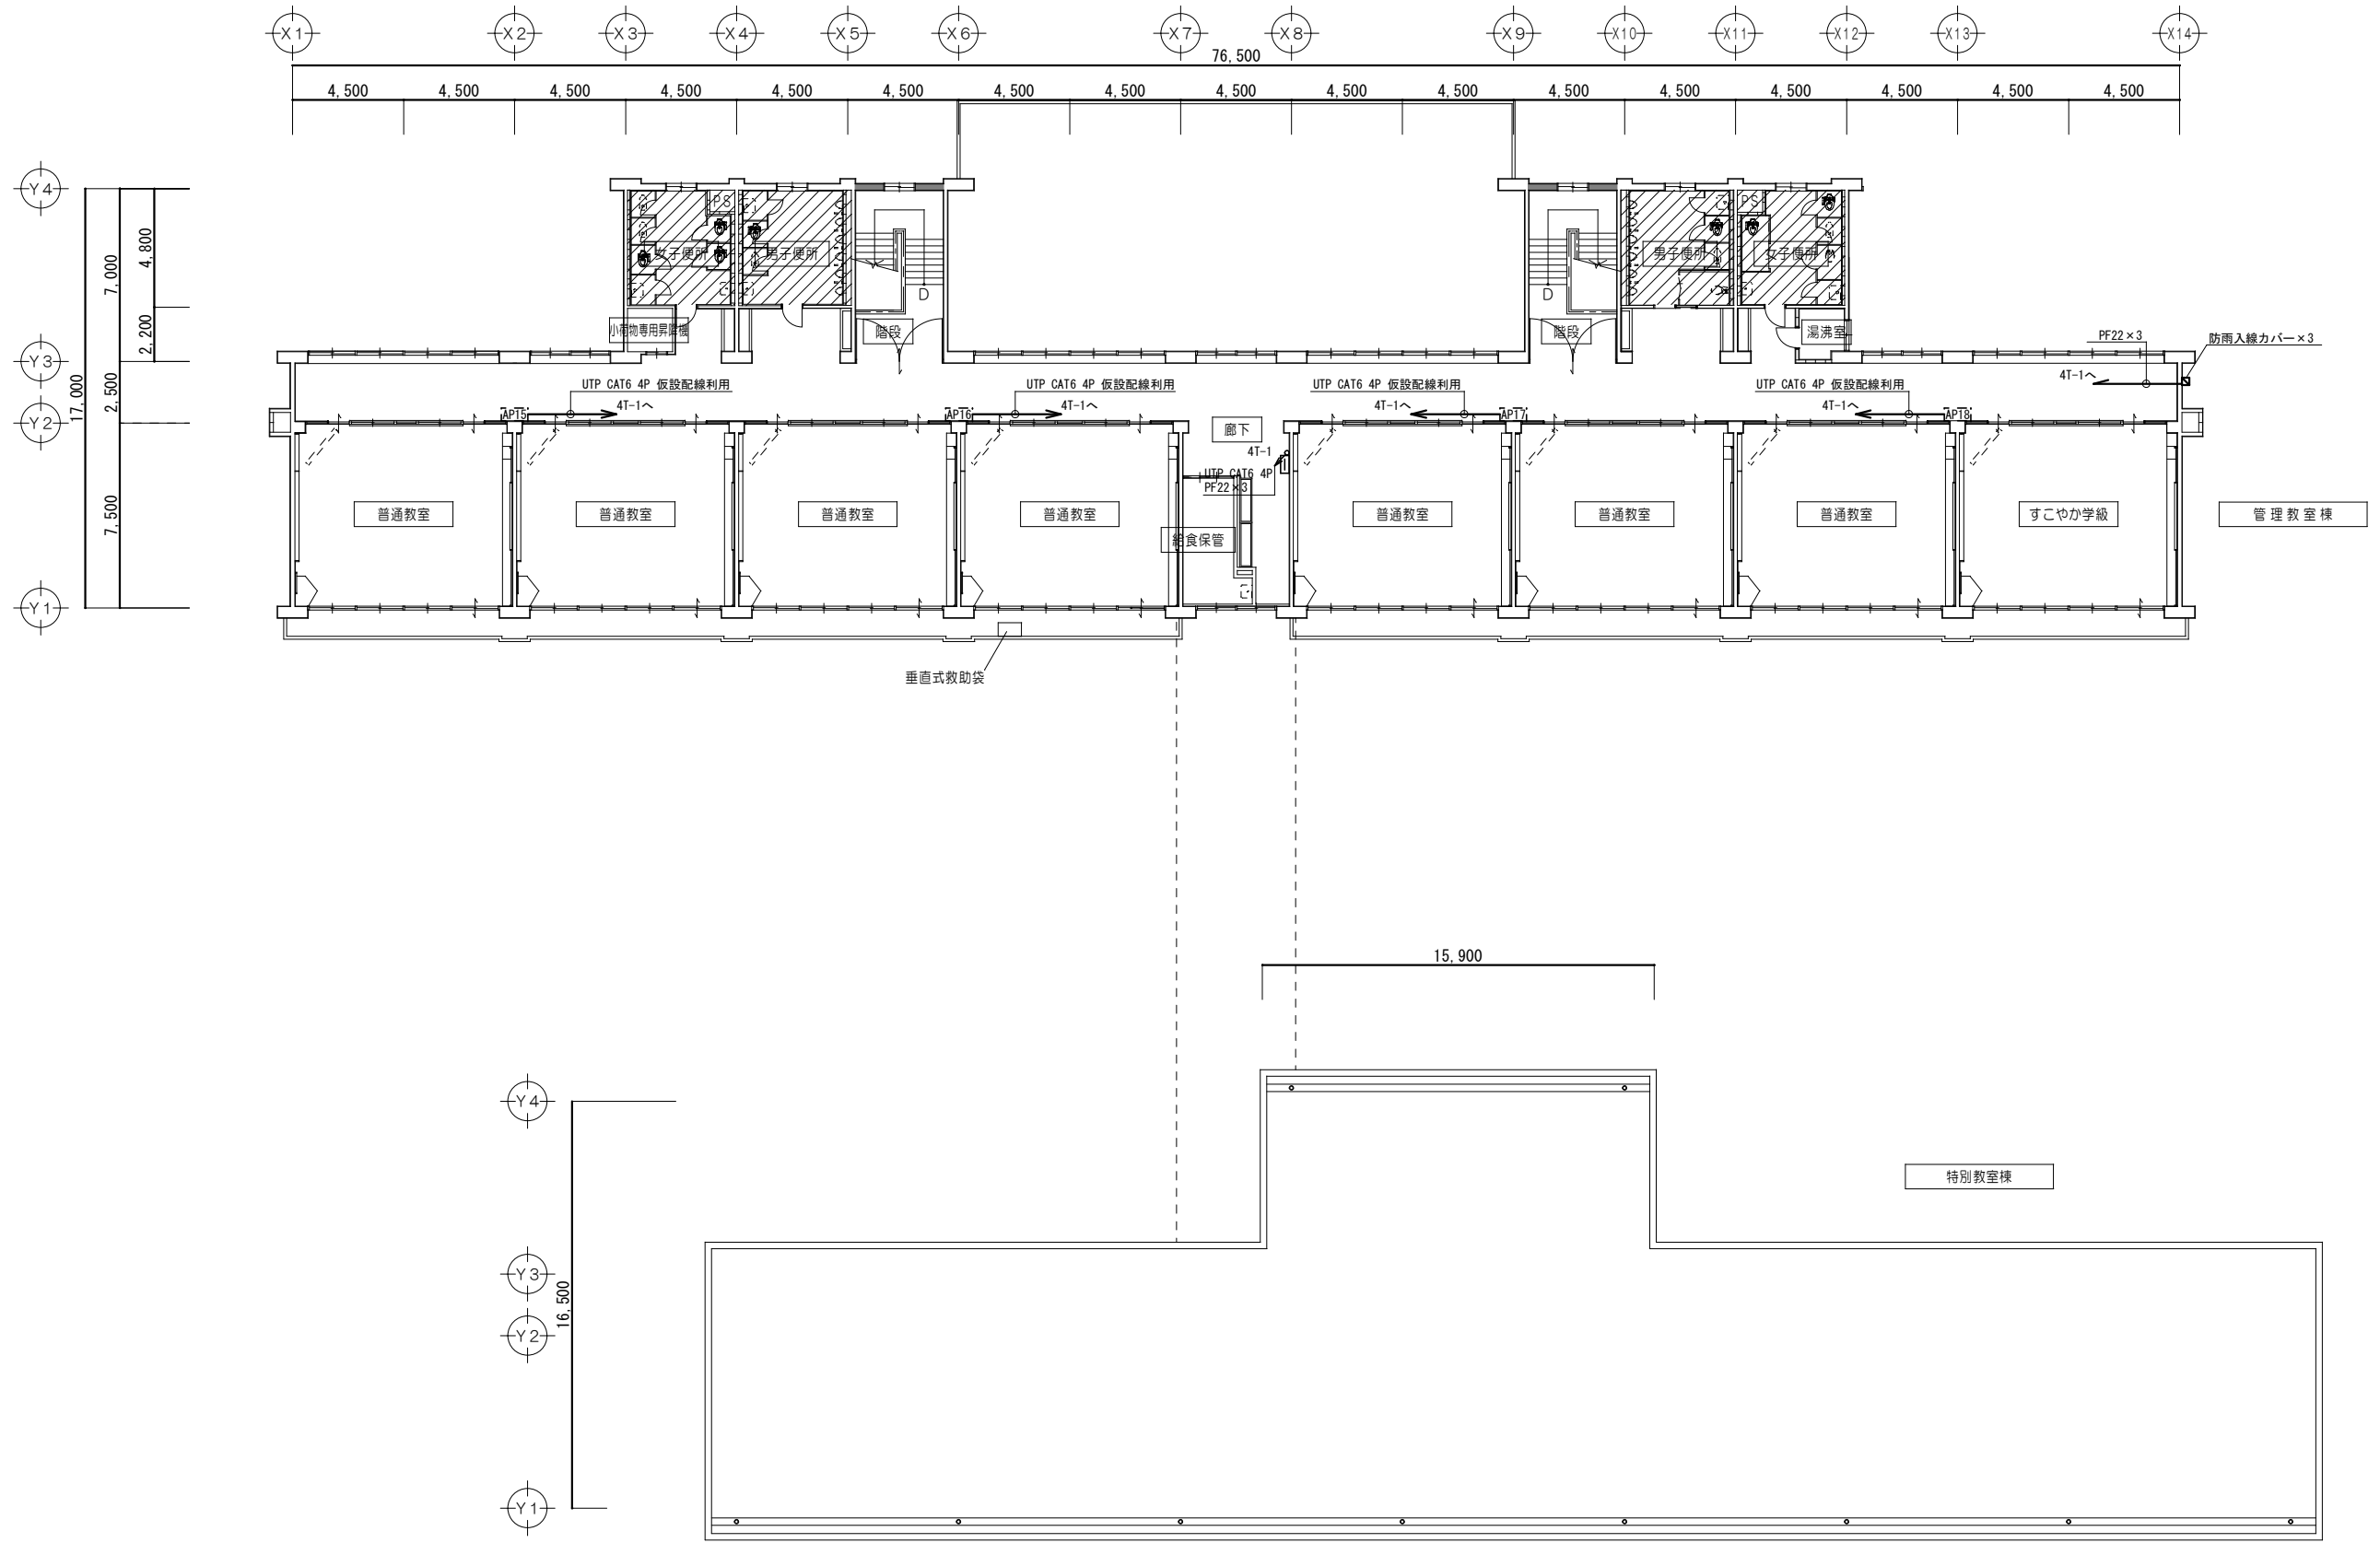 X1 X2 X3 X4 X5 X6 X7 X8 X9 X10 X11 X12 X13 X14
76,500
4,500 4,500 4,500 4,500 4,500 4,500 4,500 4,500 4,500 4,500 4,500 4,500 4,500 4,500 4,500 4,500 4,500
Y4
Y3
Y2
Y1
17,000
7,000
2,500
7,500
4,800
2,200
PS
PS
女子便所
男子便所
男子便所
女子便所
D
D
小荷物専用昇降機
階段
階段
湯沸室
PF22×3
防雨入線カバー×3
4T-1へ
UTP CAT6 4P 仮設配線利用
UTP CAT6 4P 仮設配線利用
UTP CAT6 4P 仮設配線利用
UTP CAT6 4P 仮設配線利用
AP15
4T-1へ
AP16
4T-1へ
4T-1へ
AP17
4T-1へ
AP18
廊下
4T-1
UTP CAT6 4P
PF22×3
普通教室
普通教室
普通教室
普通教室
給食保管
普通教室
普通教室
普通教室
すこやか学級
管理教室棟
垂直式救助袋
15,900
Y4
Y3
Y2
Y1
16,500
特別教室棟